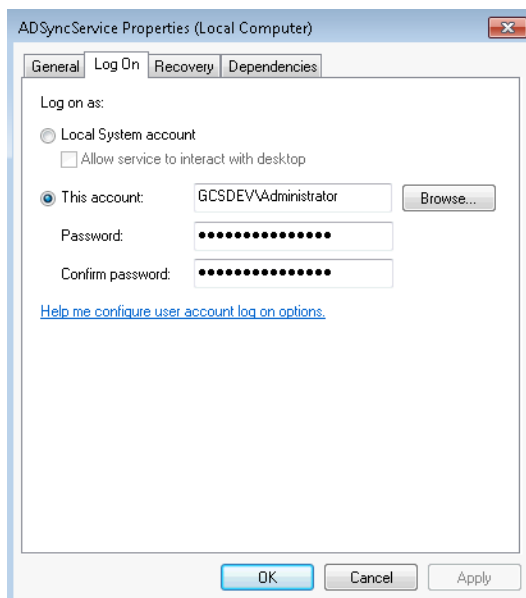 ADSyncService Properties (Local Computer)
General Log On Recovery Dependencies
Log on as:
Local System account
Allow service to interact with desktop
This account: GCSDEV\Administrator Browse...
Password: ●●●●●●●●●●●●●●●
Confirm password: ●●●●●●●●●●●●●●●
Help me configure user account log on options.
OK Cancel Apply